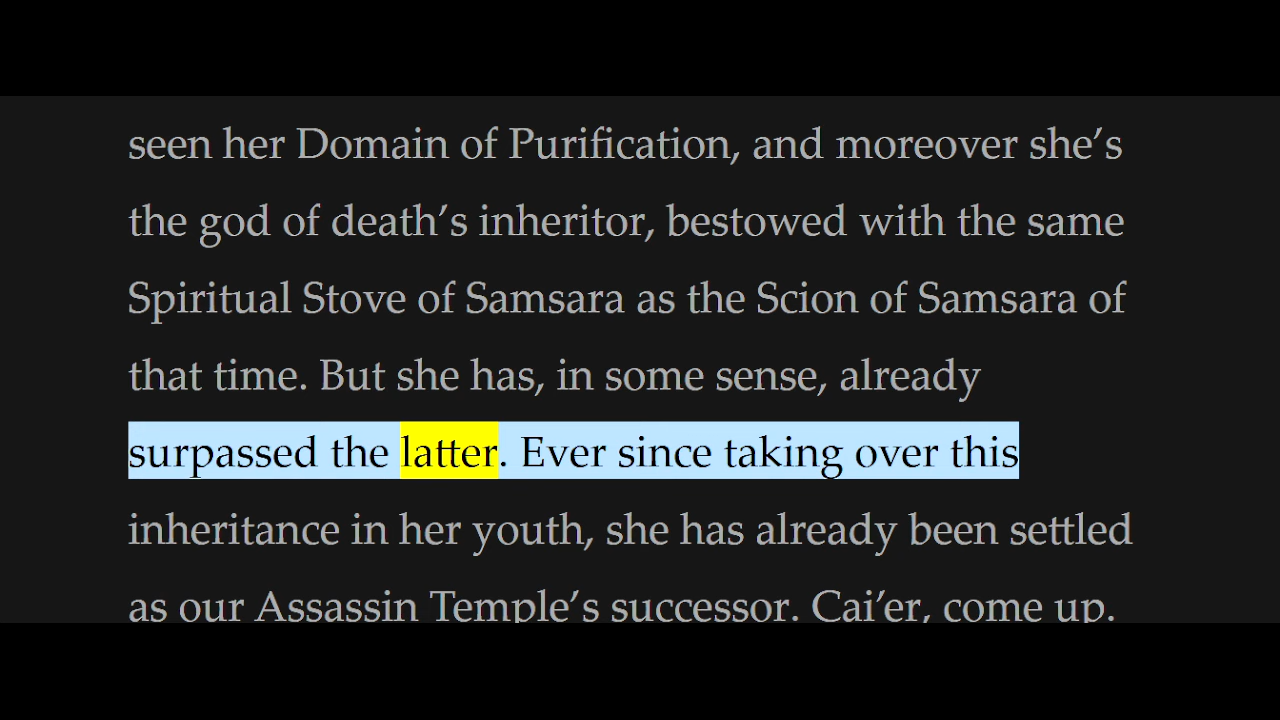 seen her Domain of Purification, and moreover she’s
the god of death’s inheritor, bestowed with the same
Spiritual Stove of Samsara as the Scion of Samsara of
that time. But she has, in some sense, already
surpassed the latter. Ever since taking over this
inheritance in her youth, she has already been settled
as our Assassin Temple’s successor. Cai’er, come up.